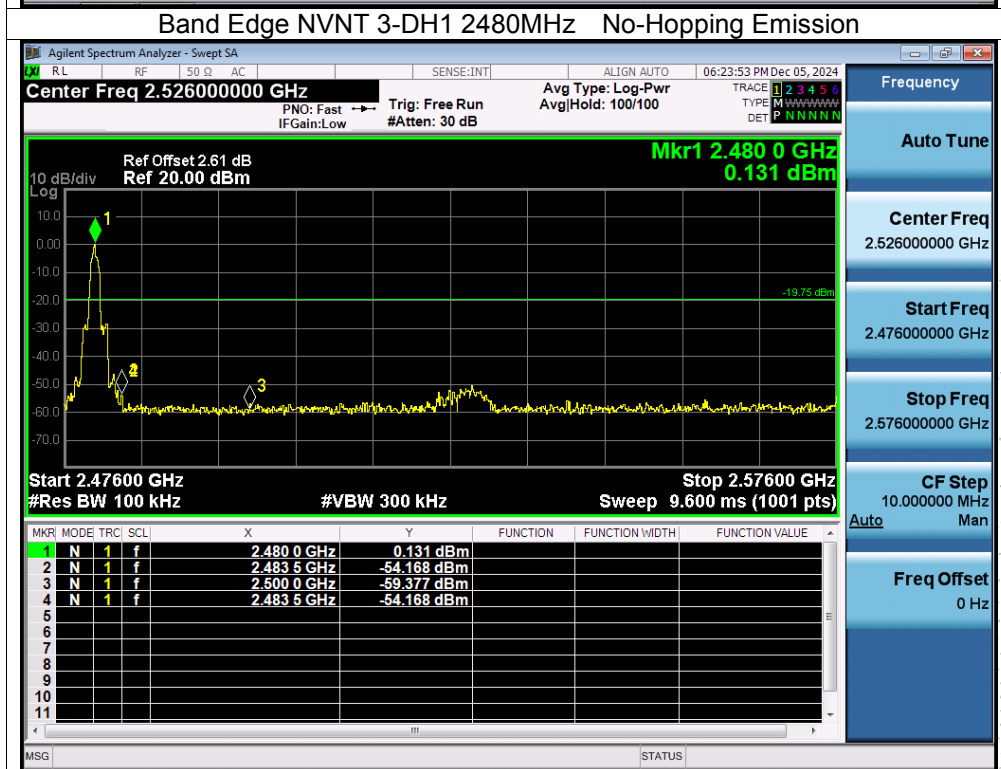 Band Edge NVNT 3-DH1 2480MHz No-Hopping Emission
Agilent Spectrum Analyzer - Swept SA
LXI RL RF 50 Ω AC SENSE:INT ALIGN AUTO 06:23:53 PM Dec 05, 2024
Center Freq 2.526000000 GHz
PNO: Fast
IFGain:Low
Trig: Free Run
#Atten: 30 dB
Avg Type: Log-Pwr
Avg|Hold: 100/100
TRACE 1 2 3 4 5 6
TYPE M WWWWW
DET P N N N N N
Frequency
Auto Tune
Center Freq
2.526000000 GHz
Start Freq
2.476000000 GHz
Stop Freq
2.576000000 GHz
CF Step
10.000000 MHz
Auto Man
Freq Offset
0 Hz
Mkr1 2.480 0 GHz
0.131 dBm
Ref Offset 2.61 dB
10 dB/div Ref 20.00 dBm
Log
10.0
0.00
-10.0
-20.0
-30.0
-40.0
-50.0
-60.0
-70.0
1
-19.75 dBm
3
Start 2.47600 GHz Stop 2.57600 GHz
#Res BW 100 kHz #VBW 300 kHz Sweep 9.600 ms (1001 pts)
MKR MODE TRC SCL X Y FUNCTION FUNCTION WIDTH FUNCTION VALUE
1 N 1 f 2.480 0 GHz 0.131 dBm
2 N 1 f 2.483 5 GHz -54.168 dBm
3 N 1 f 2.500 0 GHz -59.377 dBm
4 N 1 f 2.483 5 GHz -54.168 dBm
5
6
7
8
9
10
11
MSG STATUS